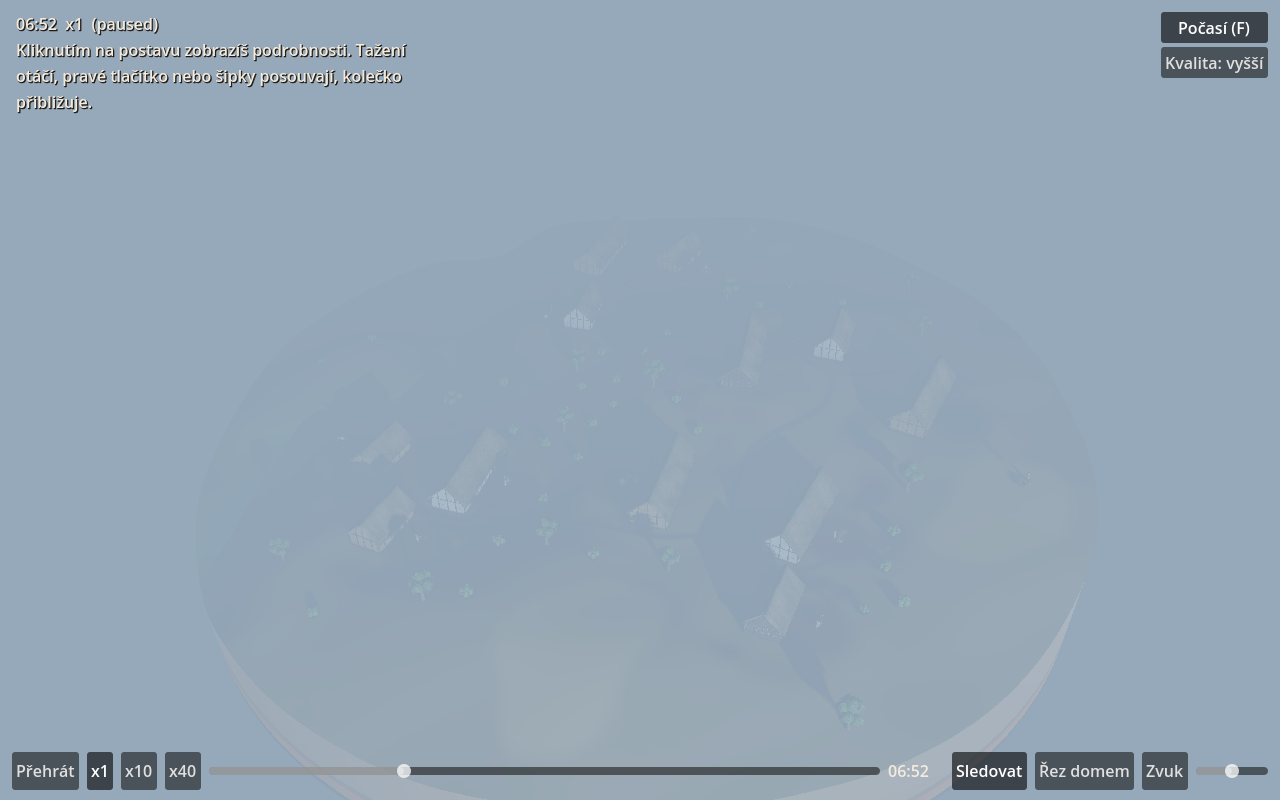 06:52 x1 (paused)
Kliknutím na postavu zobrazíš podrobnosti. Tažení
otáčí, pravé tlačítko nebo šipky posouvají, kolečko
přibližuje.
Počasí (F)
Kvalita: vyšší
Přehrát x1 x10 x40 06:52 Sledovat Řez domem Zvuk